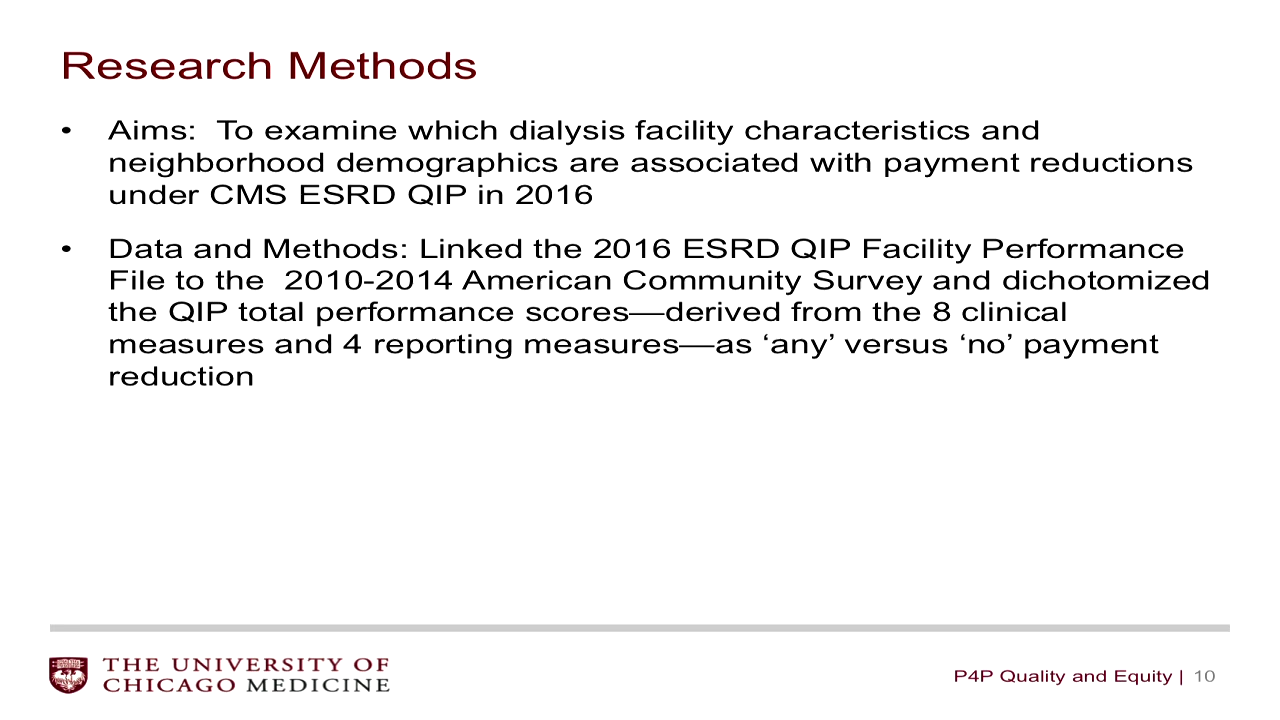 Research Methods
• Aims:  To examine which dialysis facility characteristics and
neighborhood demographics are associated with payment reductions
under CMS ESRD QIP in 2016
• Data and Methods: Linked the 2016 ESRD QIP Facility Performance
File to the  2010-2014 American Community Survey and dichotomized
the QIP total performance scores—derived from the 8 clinical
measures and 4 reporting measures—as ‘any’ versus ‘no’ payment
reduction
THE UNIVERSITY OF
CHICAGO MEDICINE
P4P Quality and Equity | 10